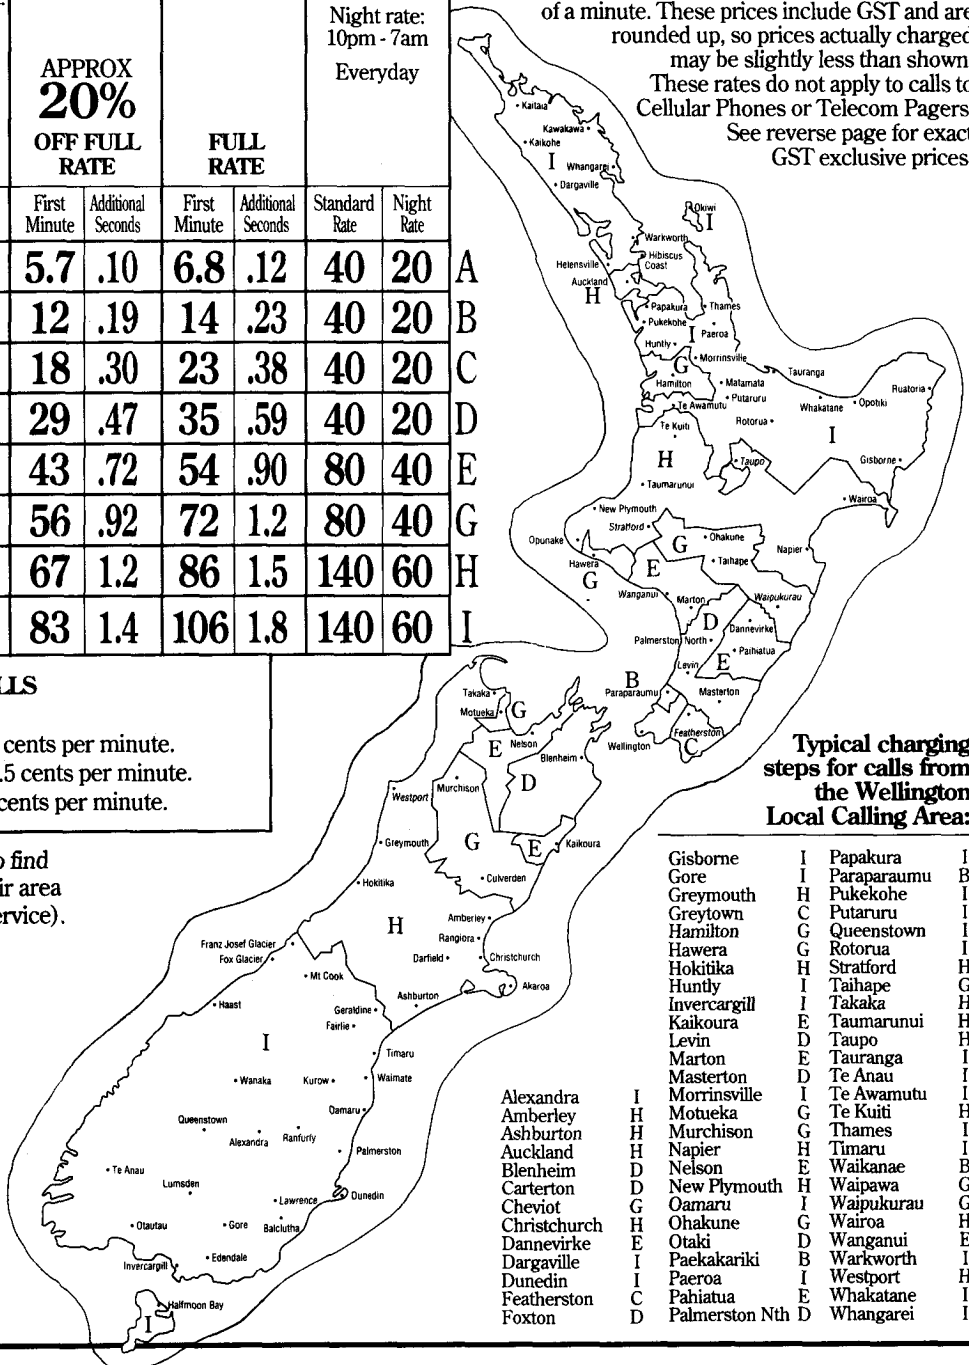 of a minute. These prices include GST and are
rounded up, so prices actually charged
may be slightly less than shown
These rates do not apply to calls to
Cellular Phones or Telecom Pagers
See reverse page for exact
GST exclusive prices
Night rate:
10pm - 7am
Everyday
APPROX
20%
OFF FULL
RATE
FULL
RATE
First Minute Additional Seconds First Minute Additional Seconds Standard Rate Night Rate
5.7 .10 6.8 .12 40 20 A
12 .19 14 .23 40 20 B
18 .30 23 .38 40 20 C
29 .47 35 .59 40 20 D
43 .72 54 .90 80 40 E
56 .92 72 1.2 80 40 G
67 1.2 86 1.5 140 60 H
83 1.4 106 1.8 140 60 I
cents per minute.
.5 cents per minute.
cents per minute.
find
ir area
ervice).
Kaitaia
Kawakawa
Kaikohe
I
Whangarei
Dargaville
Okiwi
I
Warkworth
Hibiscus
Coast
Helensville
Auckland
H
Papakura
Thames
Pukekohe
I
Paeroa
Huntly
Morrinsville
G
Hamilton
Tauranga
Matamata
Putaruru
Te Awamutu
Whakatane
Opotiki
Ruatoria
Te Kuiti
Rotorua
I
H
Taupo
Gisborne
Taumarunui
Wairoa
New Plymouth
Stratford
Opunake
G
Ohakune
Napier
Hawera
G
E
Taihape
Wanganui
Marton
Waipukurau
D
Dannevirke
Palmerston North
Pahiatua
Levin
E
B
Paraparaumu
Masterton
Featherston
Wellington
C
Takaka
Motueka
G
E
Nelson
Blenheim
D
Murchison
Westport
Greymouth
G
E
Kaikoura
Culverden
Hokitika
Amberley
H
Rangiora
Franz Josef Glacier
Fox Glacier
Darfield
Christchurch
Mt Cook
Akaroa
Ashburton
Haast
Geraldine
Fairlie
I
Timaru
Wanaka
Kurow
Waimate
Oamaru
Queenstown
Alexandra
Ranfurly
Palmerston
Te Anau
Lumsden
Lawrence
Dunedin
Otautau
Gore
Balclutha
Edendale
Invercargill
Halfmoon Bay
I
Typical charging
steps for calls from
the Wellington
Local Calling Area:
Alexandra I
Amberley H
Ashburton H
Auckland H
Blenheim D
Carterton D
Cheviot G
Christchurch H
Dannevirke E
Dargaville I
Dunedin I
Featherston C
Foxton D
Gisborne I
Gore I
Greymouth H
Greytown C
Hamilton G
Hawera G
Hokitika H
Huntly I
Invercargill I
Kaikoura E
Levin D
Marton E
Masterton D
Morrinsville I
Motueka G
Murchison G
Napier H
Nelson E
New Plymouth H
Oamaru I
Ohakune G
Otaki D
Paekakariki B
Paeroa I
Pahiatua E
Palmerston Nth D
Papakura I
Paraparaumu B
Pukekohe I
Putaruru I
Queenstown I
Rotorua I
Stratford H
Taihape G
Takaka H
Taumarunui H
Taupo H
Tauranga I
Te Anau I
Te Awamutu I
Te Kuiti H
Thames I
Timaru I
Waikanae B
Waipawa G
Waipukurau G
Wairoa H
Wanganui E
Warkworth I
Westport H
Whakatane I
Whangarei I